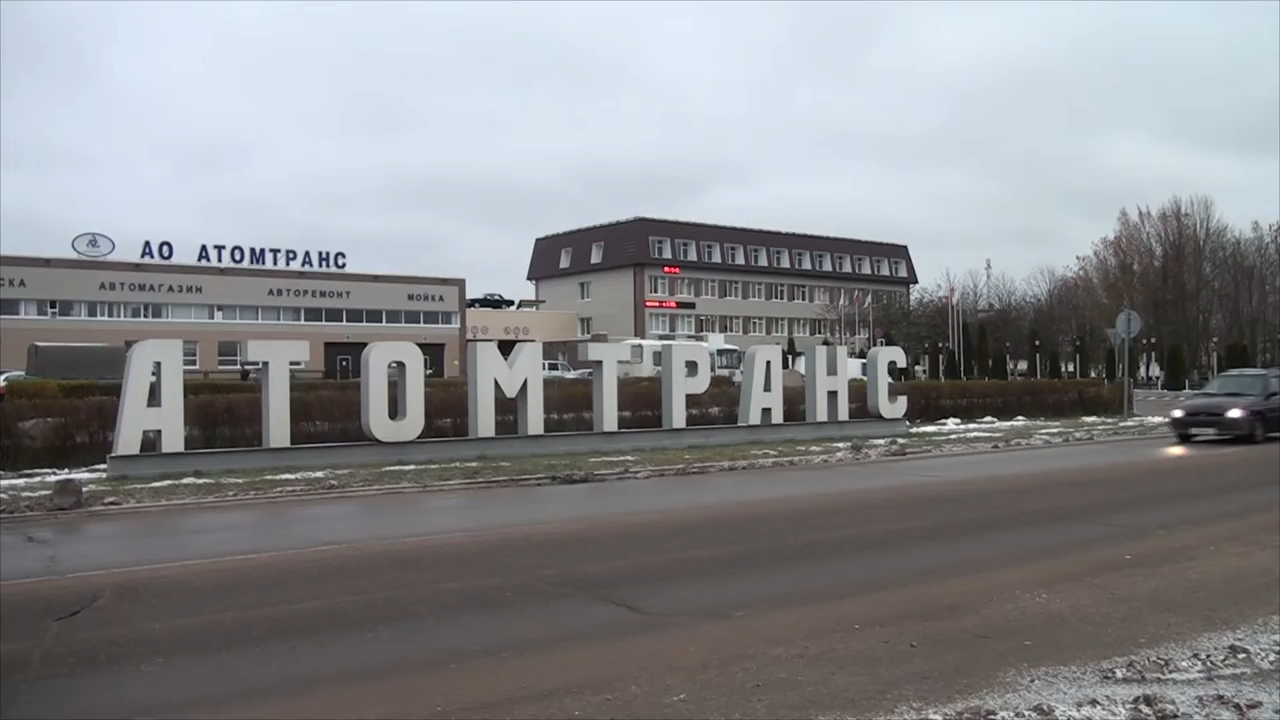 АО АТОМТРАНС
СКА АВТОМАГАЗИН АВТОРЕМОНТ МОЙКА
АТОМТРАНС